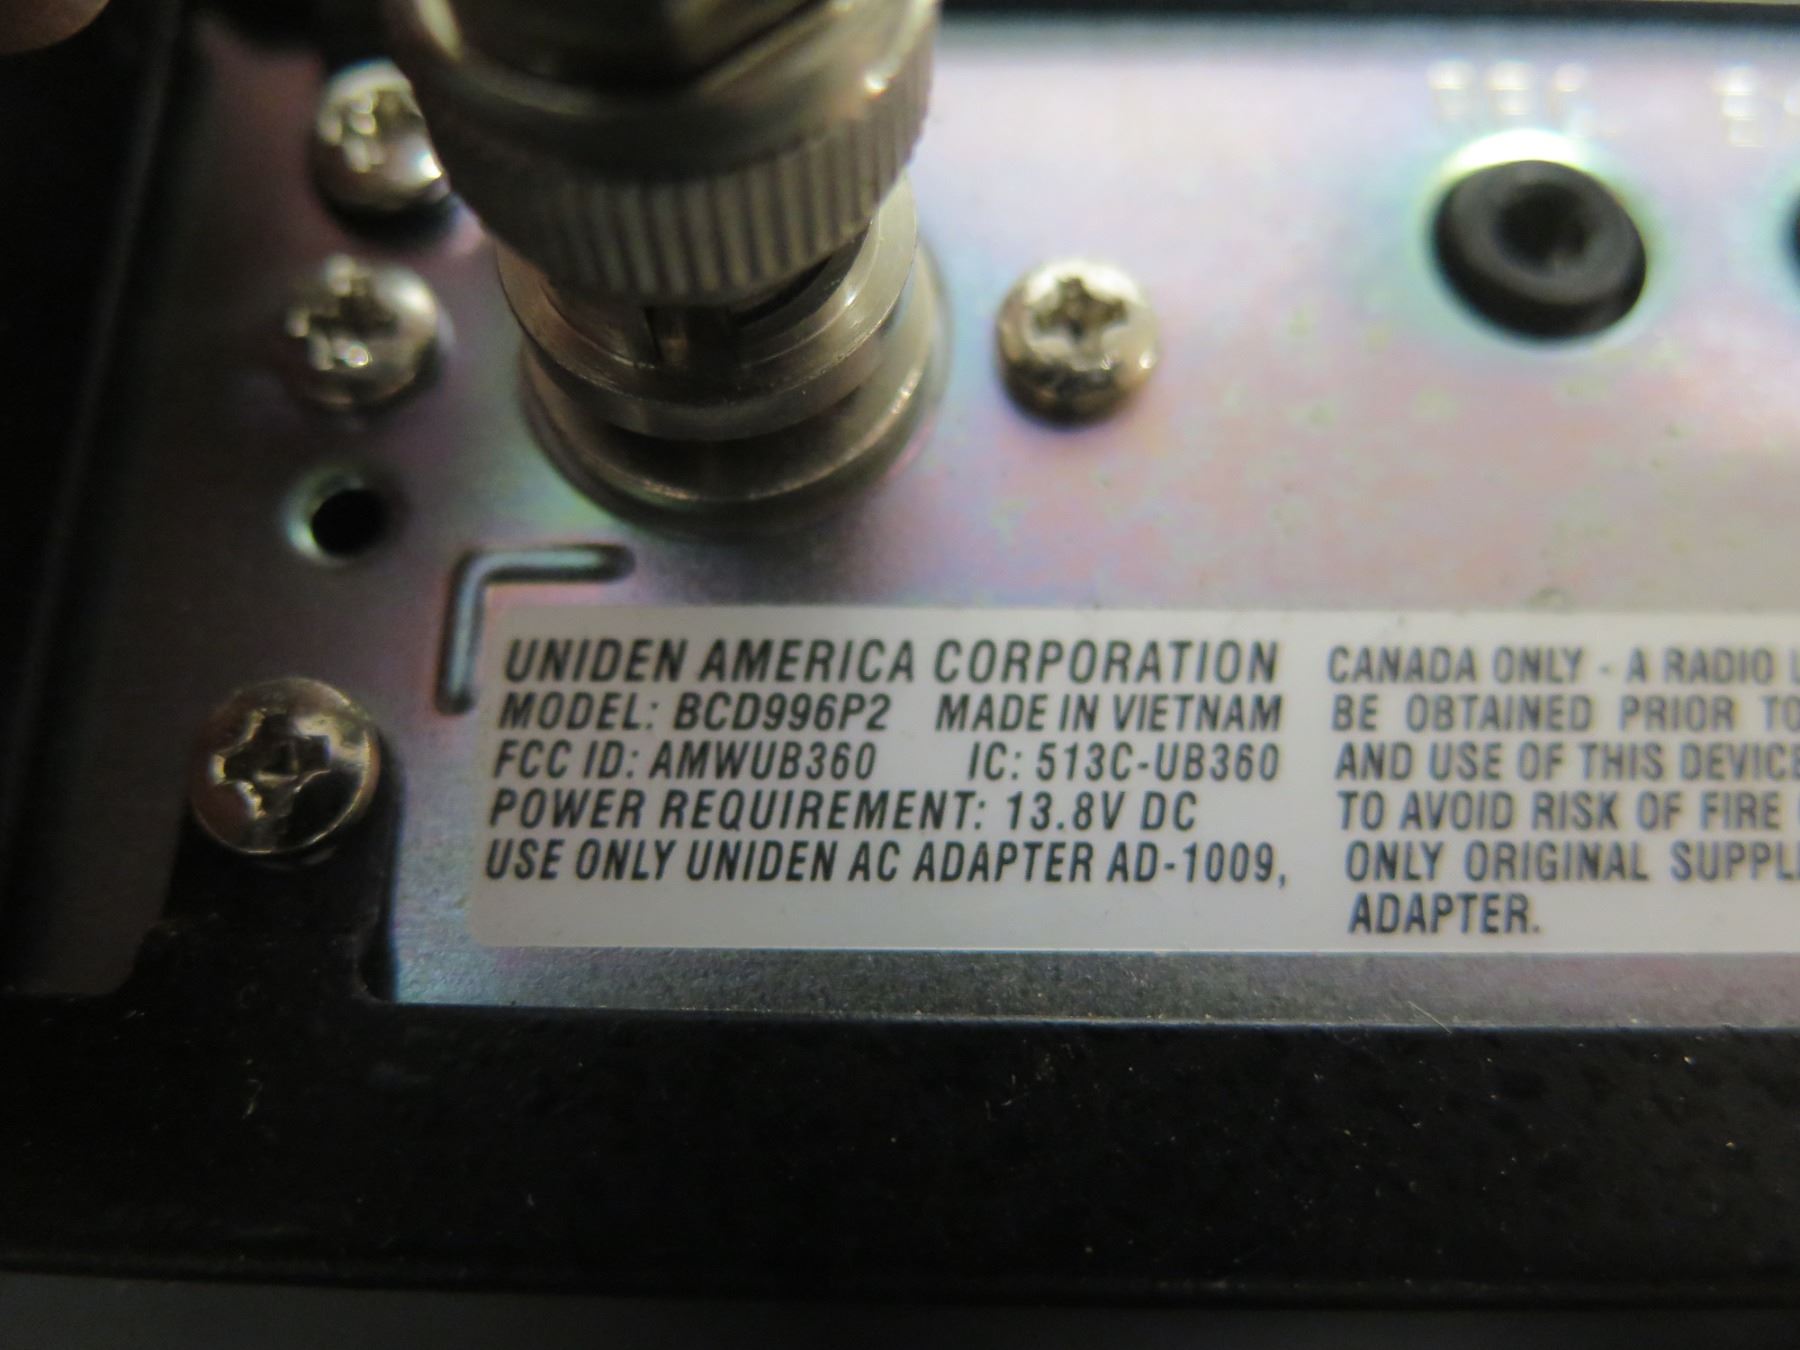 UNIDEN AMERICA CORPORATION
MODEL: BCD996P2 MADE IN VIETNAM
FCC ID: AMWUB360 IC: 513C-UB360
POWER REQUIREMENT: 13.8V DC
USE ONLY UNIDEN AC ADAPTER AD-1009,
CANADA ONLY - A RADIO
BE OBTAINED PRIOR TO
AND USE OF THIS DEVICE
TO AVOID RISK OF FIRE
ONLY ORIGINAL
ADAPTER.